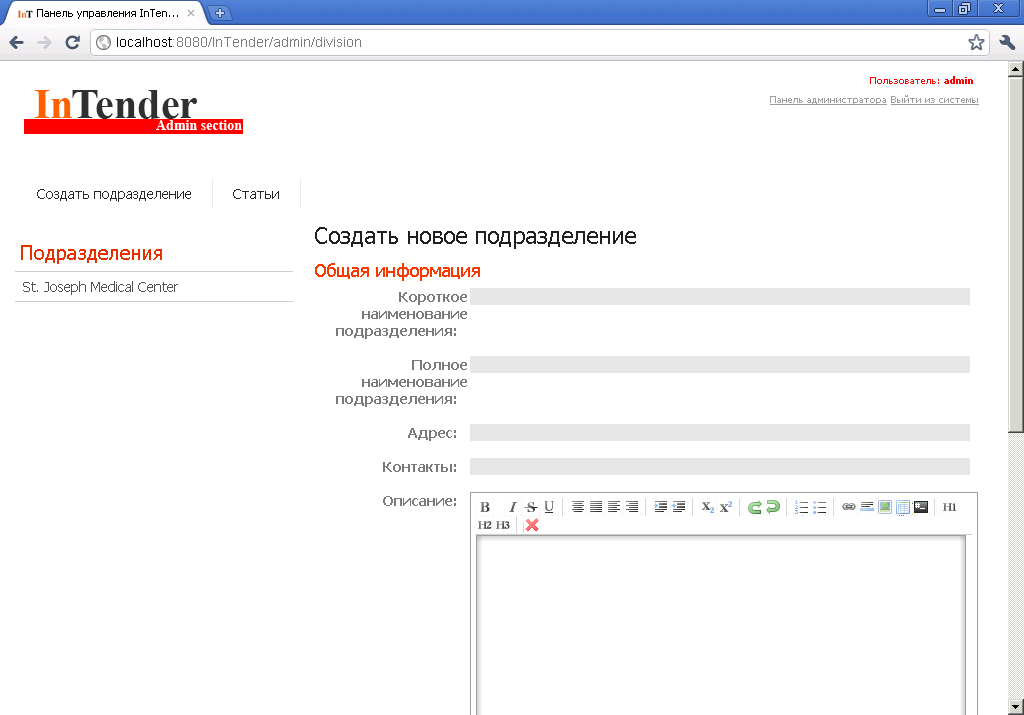 InT Панель управления InTen...
localhost:8080/InTender/admin/division
Пользователь: admin
Панель администратора Выйти из системы
InTender
Admin section
Создать подразделение Статьи
Подразделения
St. Joseph Medical Center
Создать новое подразделение
Общая информация
Короткое
наименование
подразделения:
Полное
наименование
подразделения:
Адрес:
Контакты:
Описание:
B I S U X₂ X² H1
H2 H3